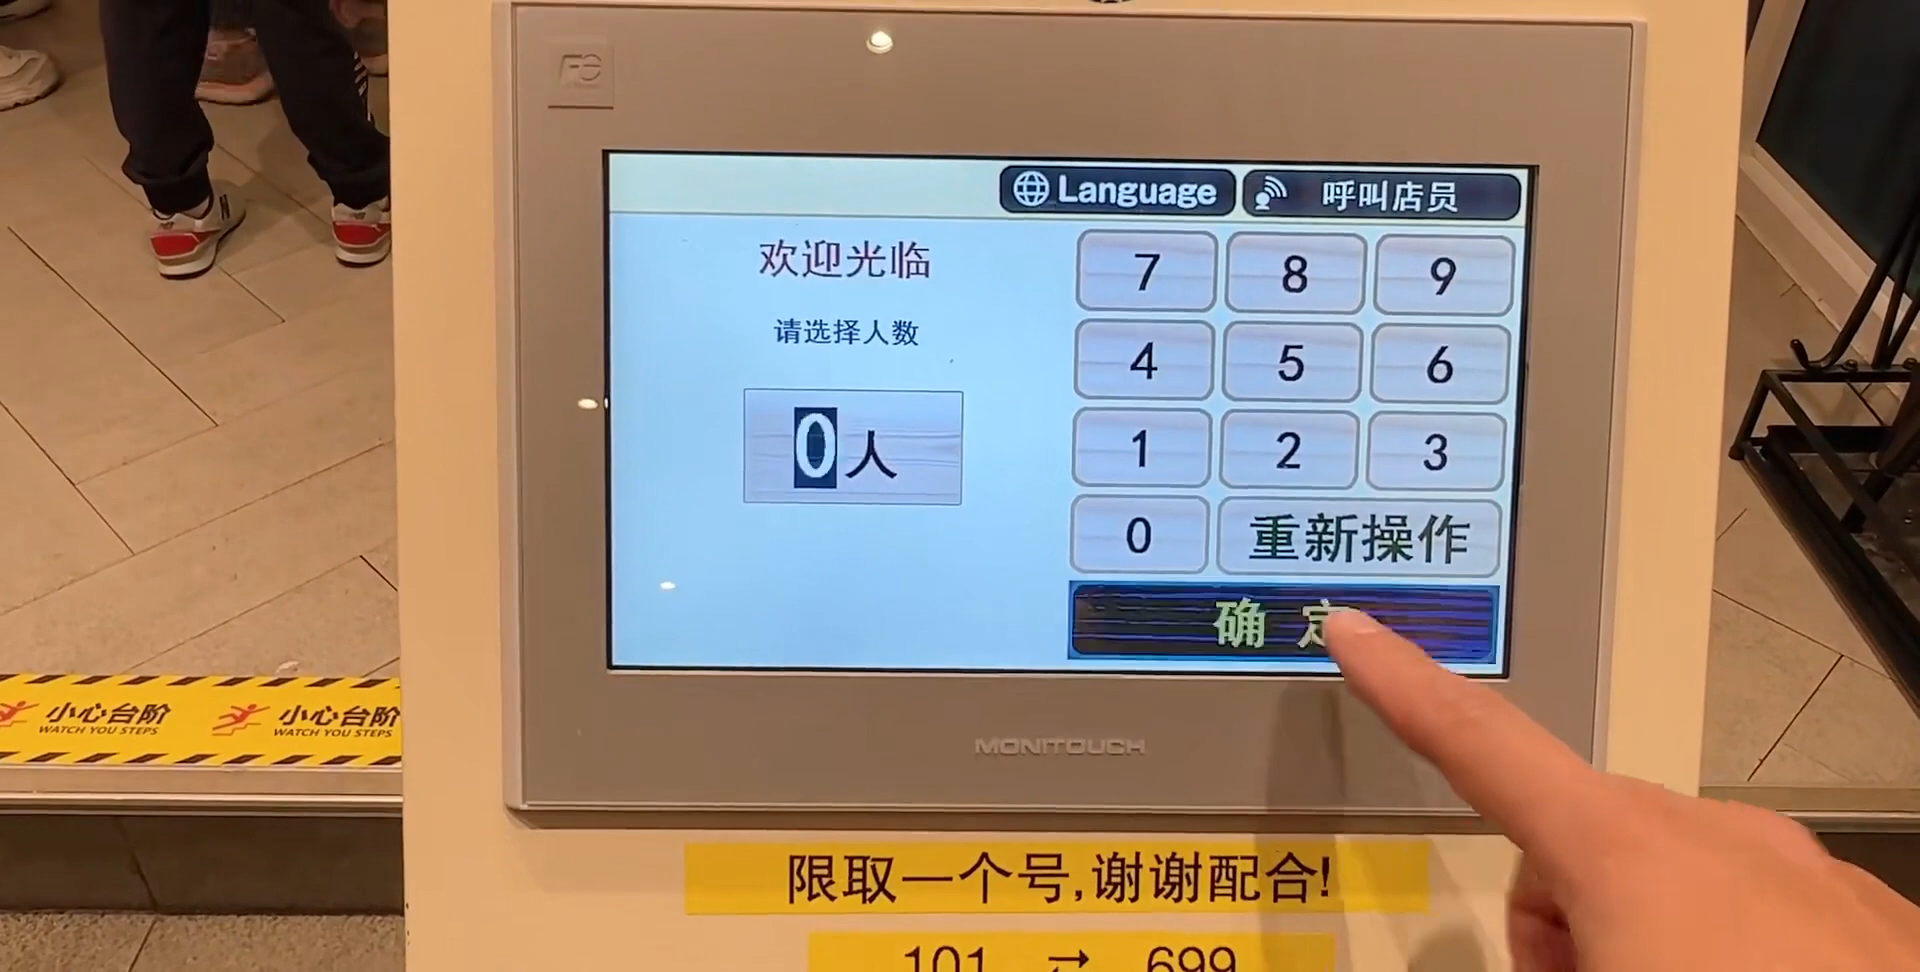 Language
呼叫店员
欢迎光临
请选择人数
0人
7 8 9
4 5 6
1 2 3
0 重新操作
确 定
MONITOUCH
小心台阶 小心台阶
WATCH YOU STEPS WATCH YOU STEPS
限取一个号,谢谢配合!
101 ⇄ 699